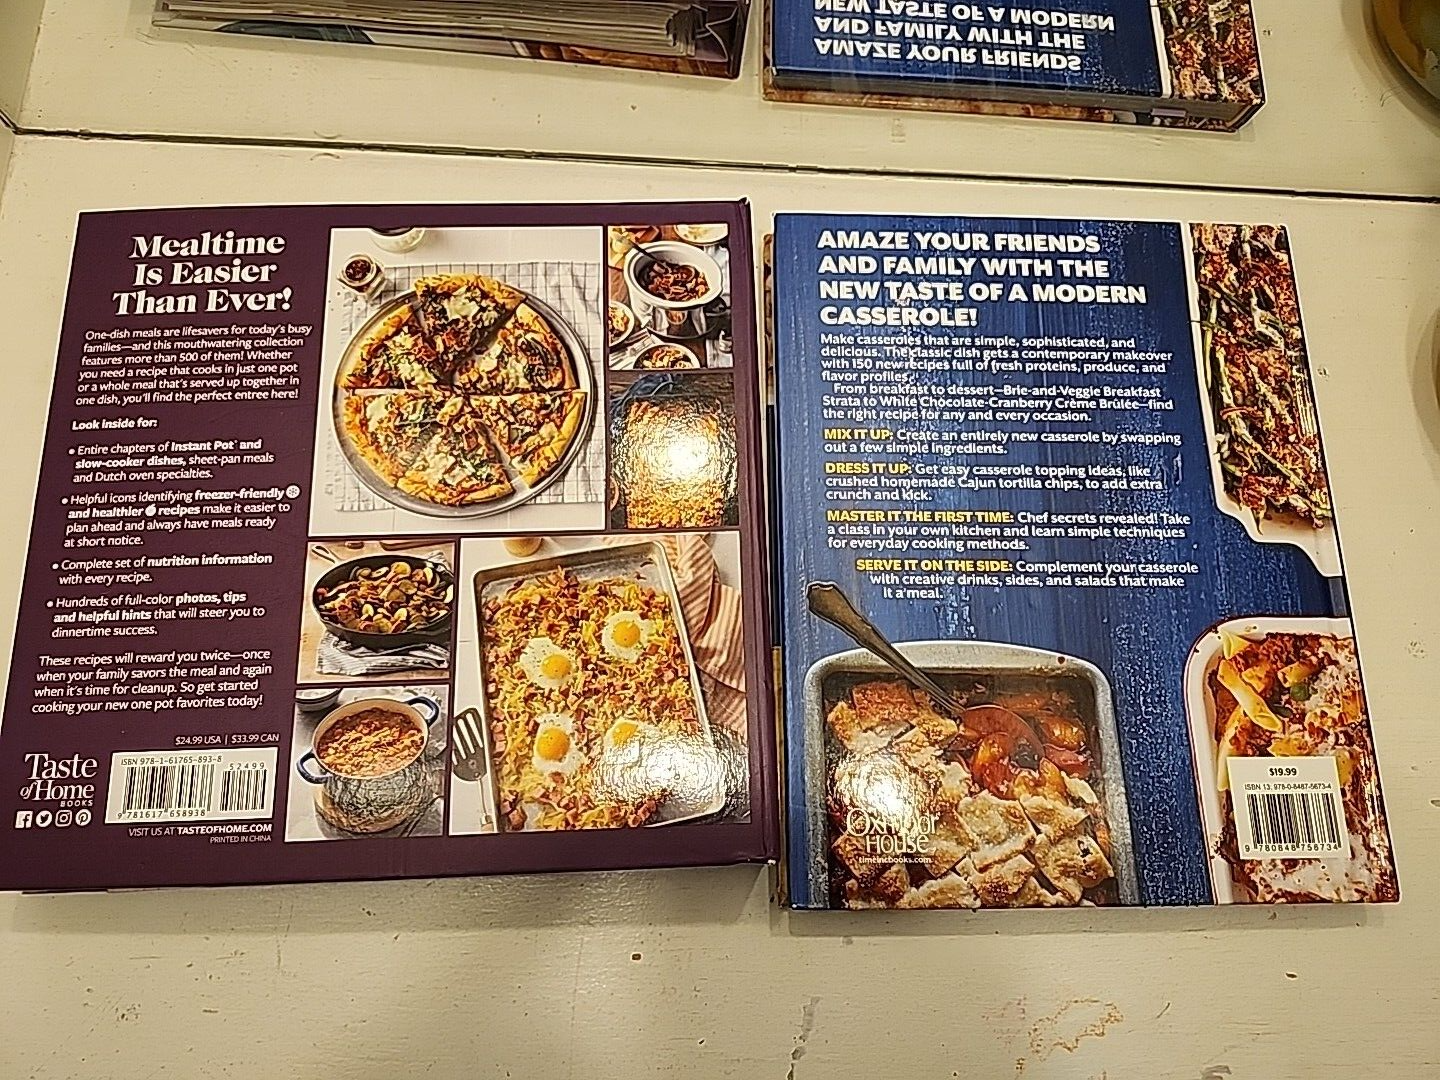 NEW TASTE OF A MODERN
AND FAMILY WITH THE
AMAZE YOUR FRIENDS
Mealtime
Is Easier
Than Ever!
One-dish meals are lifesavers for today's busy
families—and this mouthwatering collection
features more than 500 of them! Whether
you need a recipe that cooks in just one pot
or a whole meal that's served up together in
one dish, you'll find the perfect entree here!
Look inside for:
• Entire chapters of Instant Pot and
slow-cooker dishes, sheet-pan meals
and Dutch oven specialties.
• Helpful icons identifying freezer-friendly
and healthier recipes make it easier to
plan ahead and always have meals ready
at short notice.
• Complete set of nutrition information
with every recipe.
• Hundreds of full-color photos, tips
and helpful hints that will steer you to
dinnertime success.
These recipes will reward you twice—once
when your family savors the meal and again
when it's time for cleanup. So get started
cooking your new one pot favorites today!
$24.99 USA | $33.99 CAN
Taste
of Home
BOOKS
ISBN 978-1-61765-893-8
52499
9 781617 658938
VISIT US AT TASTEOFHOME.COM
PRINTED IN CHINA
AMAZE YOUR FRIENDS
AND FAMILY WITH THE
NEW TASTE OF A MODERN
CASSEROLE!
Make casseroles that are simple, sophisticated, and
delicious. The classic dish gets a contemporary makeover
with 150 new recipes full of fresh proteins, produce, and
flavor profiles.
From breakfast to dessert—Brie-and-Veggie Breakfast
Strata to White Chocolate-Cranberry Crème Brûlée—find
the right recipe for any and every occasion.
MIX IT UP: Create an entirely new casserole by swapping
out a few simple ingredients.
DRESS IT UP: Get easy casserole topping ideas, like
crushed homemade Cajun tortilla chips, to add extra
crunch and kick.
MASTER IT THE FIRST TIME: Chef secrets revealed! Take
a class in your own kitchen and learn simple techniques
for everyday cooking methods.
SERVE IT ON THE SIDE: Complement your casserole
with creative drinks, sides, and salads that make
it a meal.
Oxmoor
HOUSE
timeincbooks.com
$19.99
ISBN 13: 978-0-8487-5673-4
9 780848 756734